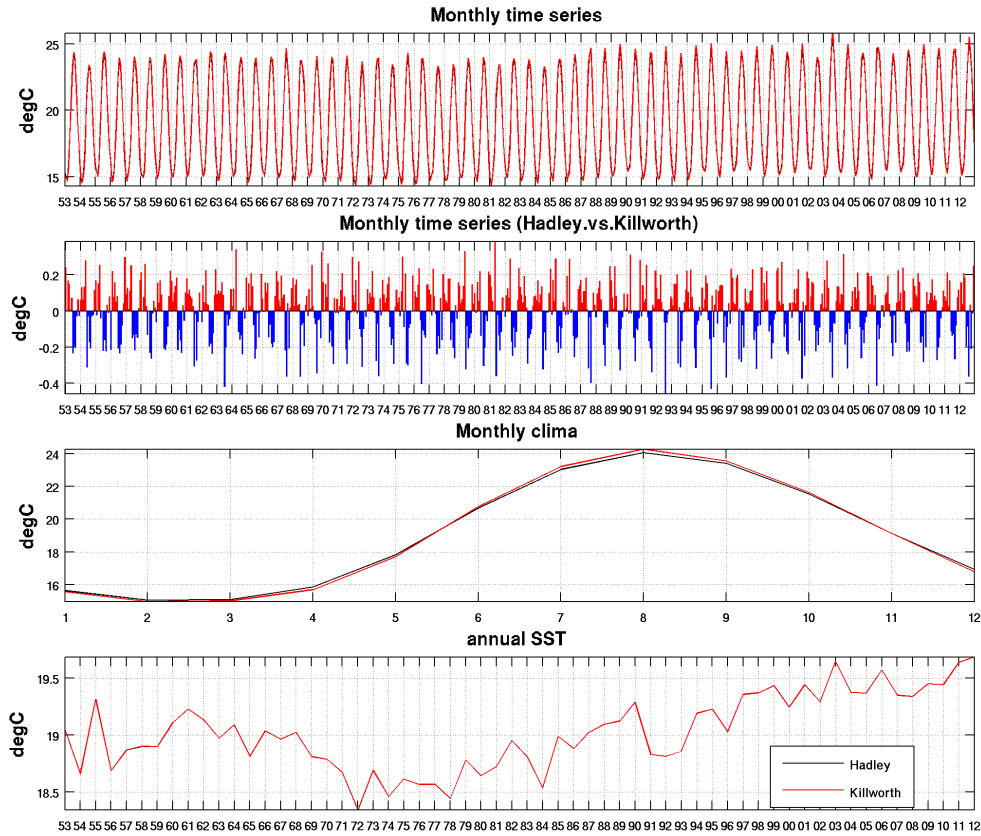 Monthly time series
degC
25
20
15
53 54 55 56 57 58 59 60 61 62 63 64 65 66 67 68 69 70 71 72 73 74 75 76 77 78 79 80 81 82 83 84 85 86 87 88 89 90 91 92 93 94 95 96 97 98 99 00 01 02 03 04 05 06 07 08 09 10 11 12
Monthly time series (Hadley.vs.Killworth)
degC
0.2
0
-0.2
-0.4
53 54 55 56 57 58 59 60 61 62 63 64 65 66 67 68 69 70 71 72 73 74 75 76 77 78 79 80 81 82 83 84 85 86 87 88 89 90 91 92 93 94 95 96 97 98 99 00 01 02 03 04 05 06 07 08 09 10 11 12
Monthly clima
degC
24
22
20
18
16
1 2 3 4 5 6 7 8 9 10 11 12
annual SST
degC
19.5
19
18.5
Hadley
Killworth
53 54 55 56 57 58 59 60 61 62 63 64 65 66 67 68 69 70 71 72 73 74 75 76 77 78 79 80 81 82 83 84 85 86 87 88 89 90 91 92 93 94 95 96 97 98 99 00 01 02 03 04 05 06 07 08 09 10 11 12